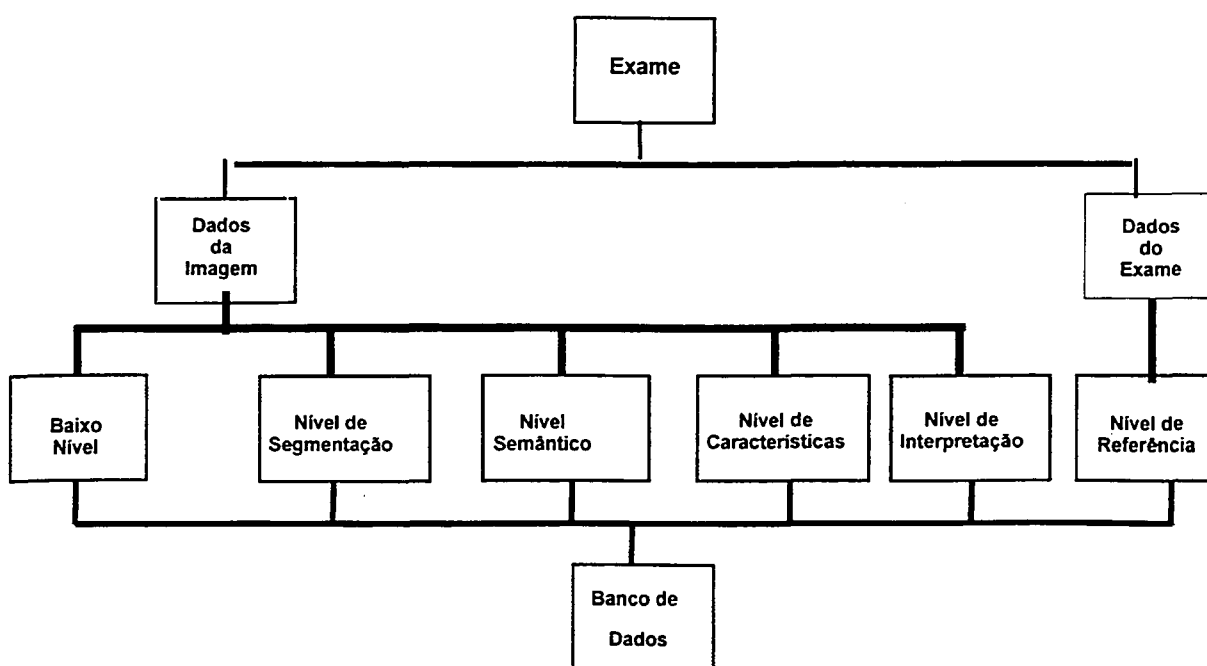 Exame
Dados
da
Imagem
Dados
do
Exame
Baixo
Nível
Nível de
Segmentação
Nível
Semântico
Nível de
Características
Nível de
Interpretação
Nível de
Referência
Banco de
Dados